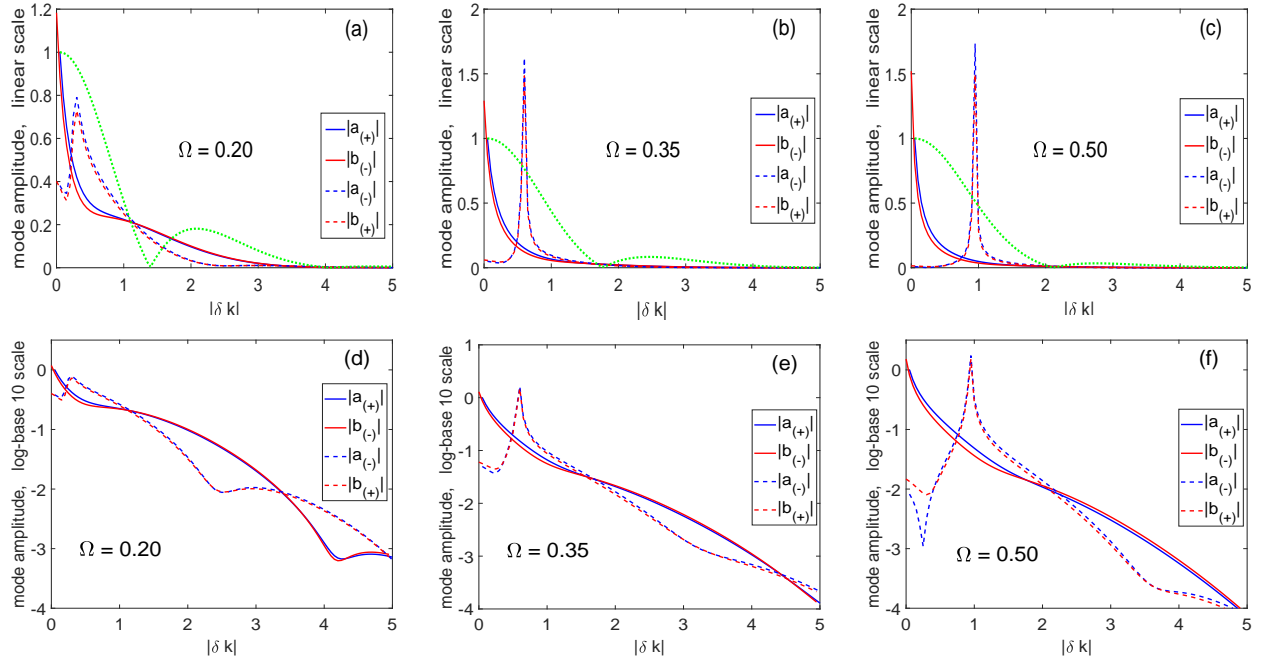 (a)
mode amplitude, linear scale
1.2
1
0.8
0.6
0.4
0.2
0
0 1 2 3 4 5
|δ k|
Ω = 0.20
|a(+)|
|b(-)|
|a(-)|
|b(+)|
(b)
mode amplitude, linear scale
2
1.5
1
0.5
0
0 1 2 3 4 5
|δ k|
Ω = 0.35
|a(+)|
|b(-)|
|a(-)|
|b(+)|
(c)
mode amplitude, linear scale
2
1.5
1
0.5
0
0 1 2 3 4 5
|δ k|
Ω = 0.50
|a(+)|
|b(-)|
|a(-)|
|b(+)|
(d)
mode amplitude, log-base 10 scale
0
-1
-2
-3
-4
0 1 2 3 4 5
|δ k|
Ω = 0.20
|a(+)|
|b(-)|
|a(-)|
|b(+)|
(e)
mode amplitude, log-base 10 scale
1
0
-1
-2
-3
-4
0 1 2 3 4 5
|δ k|
Ω = 0.35
|a(+)|
|b(-)|
|a(-)|
|b(+)|
(f)
mode amplitude, log-base 10 scale
0
-1
-2
-3
-4
0 1 2 3 4 5
|δ k|
Ω = 0.50
|a(+)|
|b(-)|
|a(-)|
|b(+)|